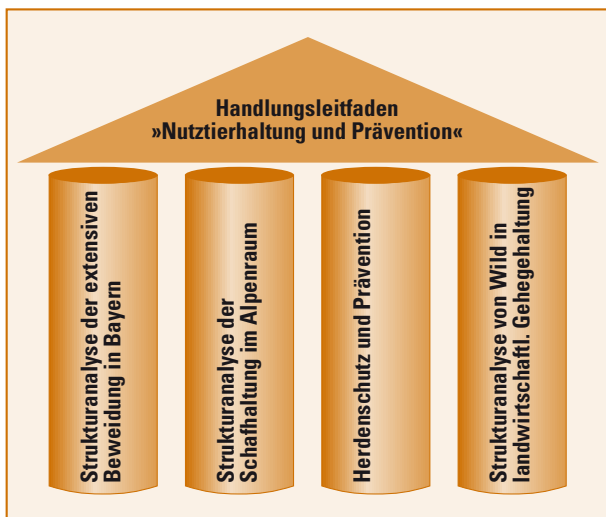 Handlungsleitfaden
»Nutztierhaltung und Prävention«
Strukturanalyse der extensiven
Beweidung in Bayern
Strukturanalyse der
Schafhaltung im Alpenraum
Herdenschutz und Prävention
Strukturanalyse von Wild in
landwirtschaftl. Gehegehaltung